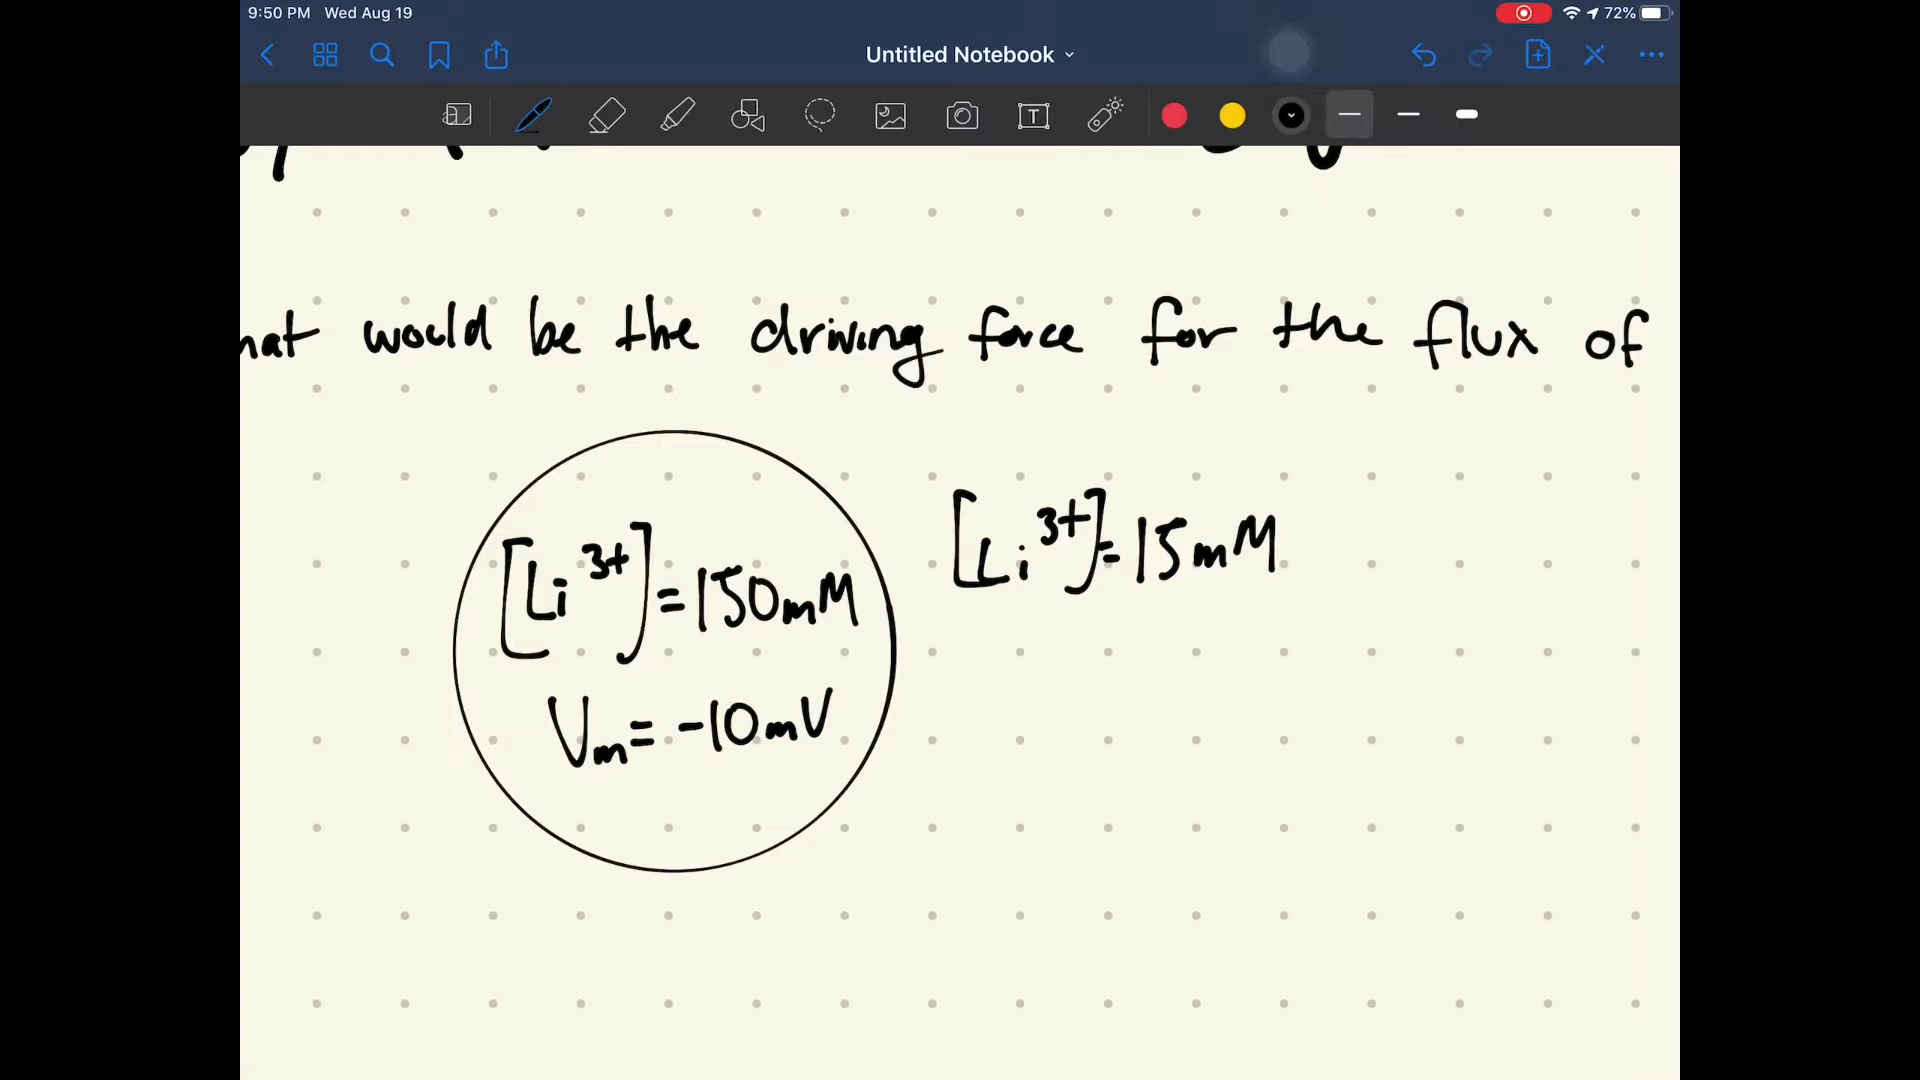 9:50 PM Wed Aug 19
72%
Untitled Notebook
T
would be the driving force for the flux of
[Li³⁺] = 150mM
Vm = -10mV
[Li³⁺] = 15mM